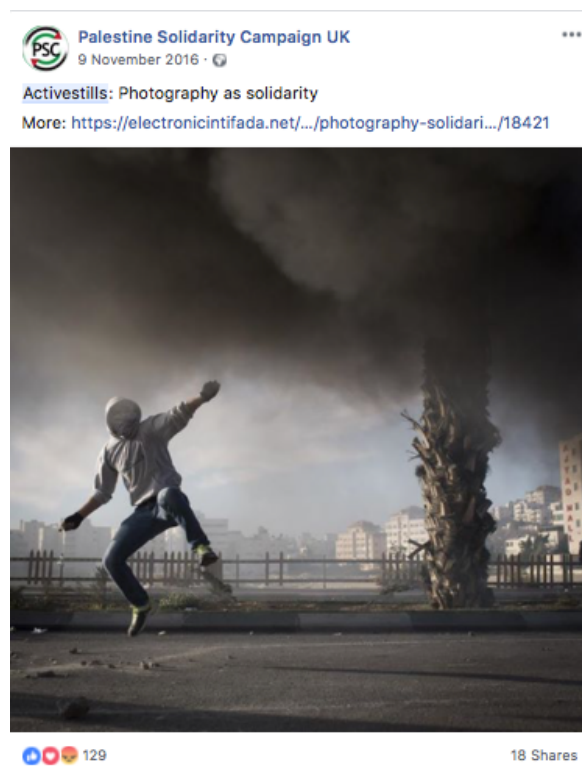 PSC
Palestine Solidarity Campaign UK
9 November 2016 ·
Activestills: Photography as solidarity
More: https://electronicintifada.net/.../photography-solidari.../18421
129
18 Shares